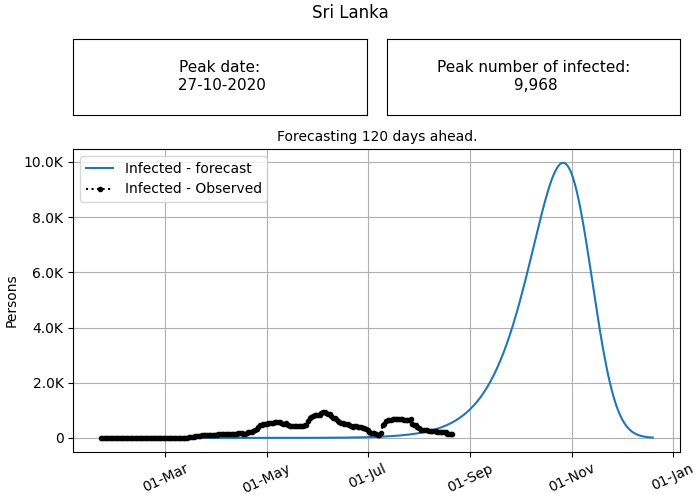 Sri Lanka
Peak date:
27-10-2020
Peak number of infected:
9,968
Forecasting 120 days ahead.
Infected - forecast
Infected - Observed
10.0K
8.0K
6.0K
4.0K
2.0K
0
Persons
01-Mar
01-May
01-Jul
01-Sep
01-Nov
01-Jan